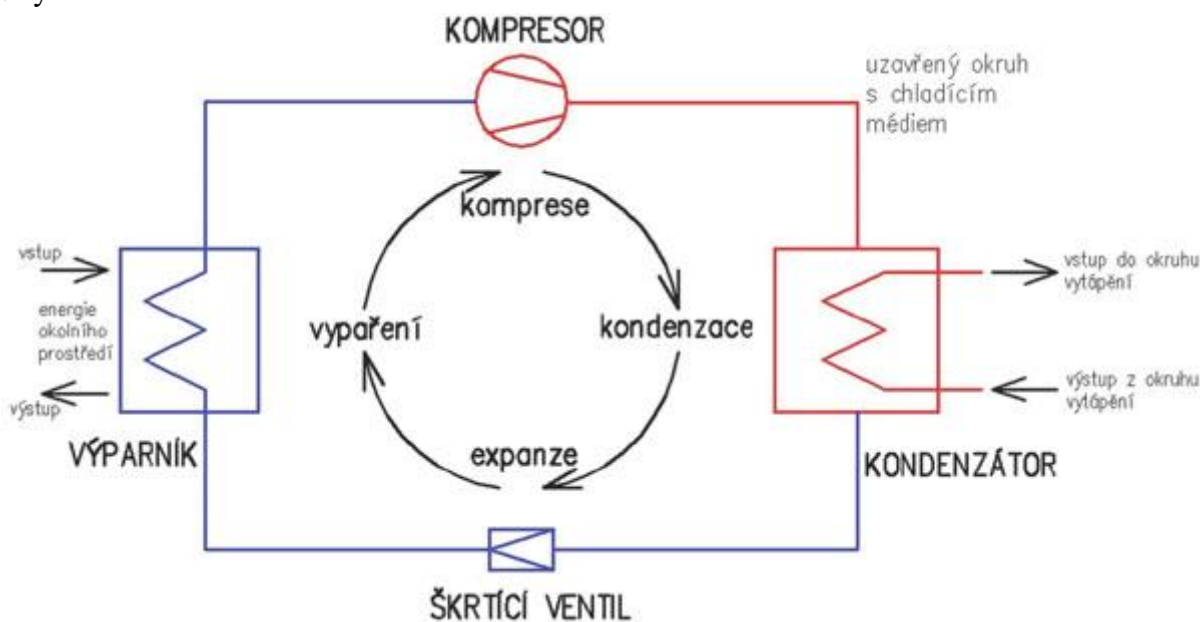 KOMPRESOR
uzavřený okruh
s chladícím
médiem
komprese
vstup
energie
okolního
prostředí
výstup
vypaření
kondenzace
vstup do okruhu
vytápění
výstup z okruhu
vytápění
VÝPARNÍK
expanze
KONDENZÁTOR
ŠKRTÍCÍ VENTIL